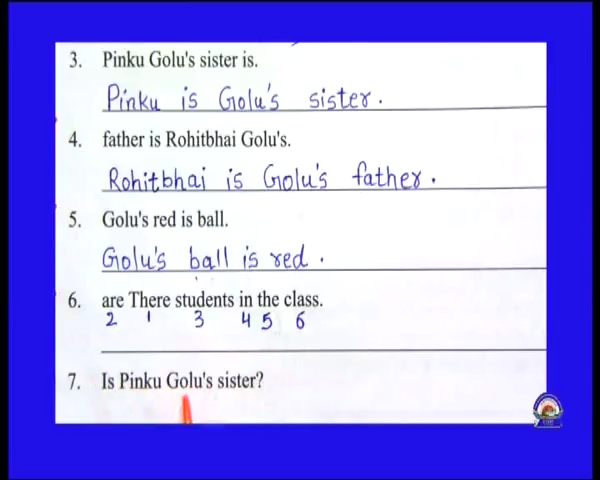 3. Pinku Golu's sister is.
Pinku is Golu's sister.
4. father is Rohitbhai Golu's.
Rohitbhai is Golu's father.
5. Golu's red is ball.
Golu's ball is red.
6. are There students in the class.
2 1 3 4 5 6
7. Is Pinku Golu's sister?